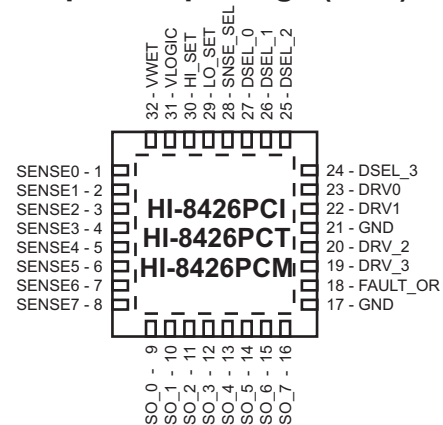 32 - VWET
31 - VLOGIC
30 - HI_SET
29 - LO_SET
28 - SNSE_SEL
27 - DSEL_0
26 - DSEL_1
25 - DSEL_2
SENSE0 - 1
SENSE1 - 2
SENSE2 - 3
SENSE3 - 4
SENSE4 - 5
SENSE5 - 6
SENSE6 - 7
SENSE7 - 8
HI-8426PCI
HI-8426PCT
HI-8426PCM
24 - DSEL_3
23 - DRV0
22 - DRV1
21 - GND
20 - DRV_2
19 - DRV_3
18 - FAULT_OR
17 - GND
SO_0 - 9
SO_1 - 10
SO_2 - 11
SO_3 - 12
SO_4 - 13
SO_5 - 14
SO_6 - 15
SO_7 - 16